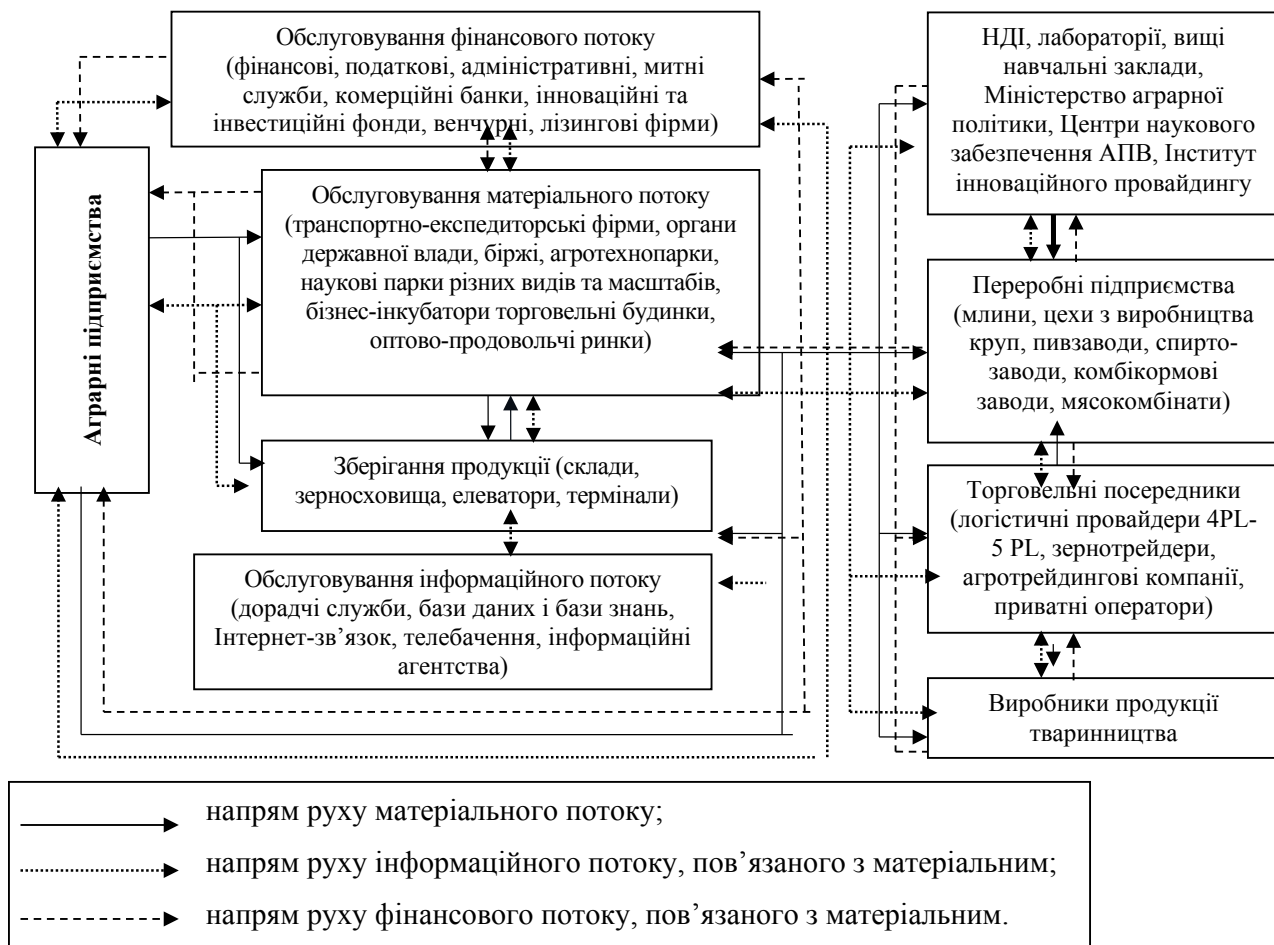 Обслуговування фінансового потоку
(фінансові, податкові, адміністративні, митні
служби, комерційні банки, інноваційні та
інвестиційні фонди, венчурні, лізингові фірми)
Аграрні підприємства
Обслуговування матеріального потоку
(транспортно-експедиторські фірми, органи
державної влади, біржі, агротехнопарки,
наукові парки різних видів та масштабів,
бізнес-інкубатори торговельні будинки,
оптово-продовольчі ринки)
Зберігання продукції (склади,
зерносховища, елеватори, термінали)
Обслуговування інформаційного потоку
(дорадчі служби, бази даних і бази знань,
Інтернет-зв’язок, телебачення, інформаційні
агентства)
НДІ, лабораторії, вищі
навчальні заклади,
Міністерство аграрної
політики, Центри наукового
забезпечення АПВ, Інститут
інноваційного провайдингу
Переробні підприємства
(млини, цехи з виробництва
круп, пивзаводи, спирто-
заводи, комбікормові
заводи, мясокомбінати)
Торговельні посередники
(логістичні провайдери 4PL-
5 PL, зернотрейдери,
агротрейдингові компанії,
приватні оператори)
Виробники продукції
тваринництва
напрям руху матеріального потоку;
напрям руху інформаційного потоку, пов’язаного з матеріальним;
напрям руху фінансового потоку, пов’язаного з матеріальним.